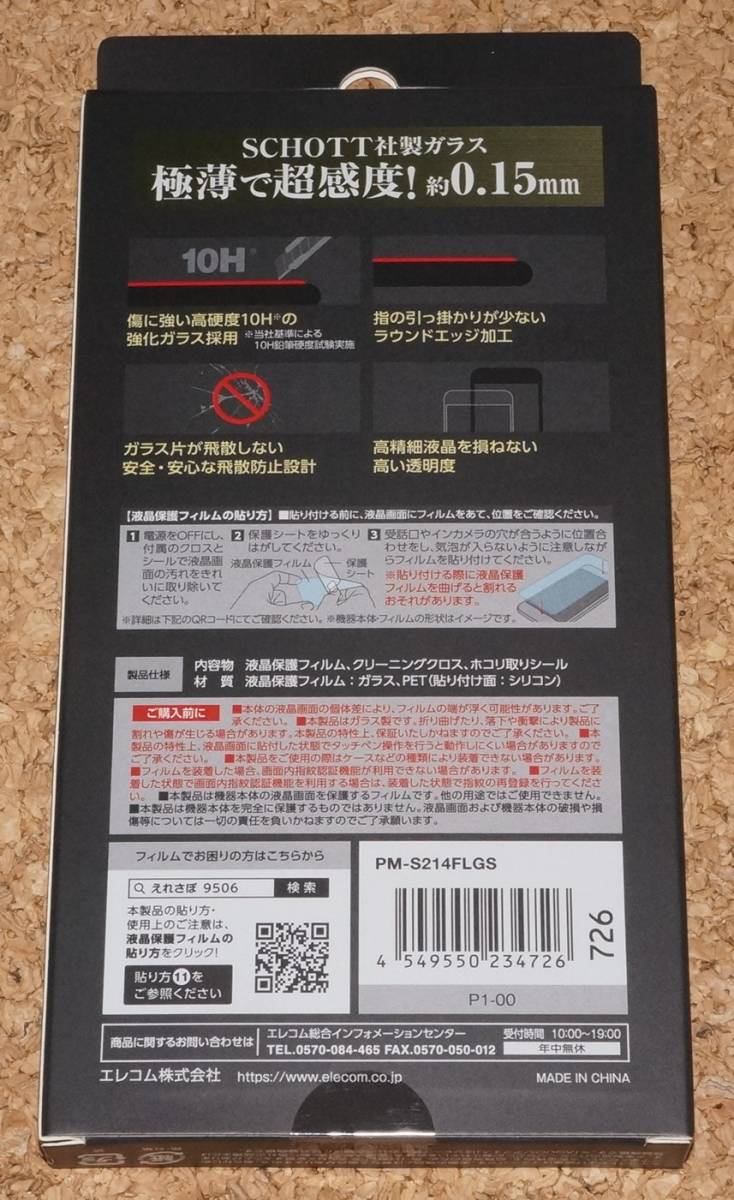 SCHOTT社製ガラス
極薄で超感度!約0.15mm
10H※
傷に強い高硬度10H※の
強化ガラス採用 ※当社基準による
10H鉛筆硬度試験実施
指の引っ掛かりが少ない
ラウンドエッジ加工
ガラス片が飛散しない
安全・安心な飛散防止設計
高精細液晶を損ねない
高い透明度
【液晶保護フィルムの貼り方】 ■貼り付ける前に、液晶画面にフィルムをあて、位置をご確認ください。
1 電源をOFFにし、
付属のクロスと
シールで液晶画
面の汚れをきれ
いに取り除いて
ください。
2 保護シートをゆっくり
はがしてください。
液晶保護フィルム
保護
シート
3 受話口やインカメラの穴が合うように位置合
わせをし、気泡が入らないように注意しなが
らフィルムを貼り付けてください。
※貼り付ける際に液晶保護
フィルムを曲げると割れる
おそれがあります。
※詳細は下記のQRコードにてご確認ください。※機器本体・フィルムの形状はイメージです。
製品仕様
内容物 液晶保護フィルム、クリーニングクロス、ホコリ取りシール
材 質 液晶保護フィルム:ガラス、PET(貼り付け面:シリコン)
ご購入前に ■本体の液晶画面の個体差により、フィルムの端が浮く可能性があります。ご了
承ください。■本製品はガラス製です。折り曲げたり、落下や衝撃により製品に
割れや傷が生じる場合があります。本製品の特性上、保証いたしかねますのでご了承ください。 ■本
製品の特性上、液晶画面に貼付した状態でタッチペン操作を行うと動作しにくい場合がありますので
ご了承ください。 ■本製品をご使用の際はケースなどの種類により装着できない場合があります。
■フィルムを装着した場合、画面内指紋認証機能が利用できない場合があります。 ■フィルムを装
着した状態で画面内指紋認証機能を利用する場合は、装着した状態で指紋の再登録を行ってくださ
い。 ■本製品は機器本体の液晶画面を保護するフィルムです。他の用途ではご使用できません。
■本製品は機器本体を完全に保護するものではありません。液晶画面および機器本体の破損や損
傷等については一切の責任を負いかねますのでご了承願います。
フィルムでお困りの方はこちらから
えれさぽ 9506 検索
本製品の貼り方・
使用上のご注意は、
液晶保護フィルムの
貼り方をクリック!
貼り方⑪を
ご参照ください
PM-S214FLGS
4 549550 234726
726
P1-00
商品に関するお問い合わせは
エレコム総合インフォメーションセンター
TEL.0570-084-465 FAX.0570-050-012
受付時間 10:00~19:00
年中無休
エレコム株式会社 https://www.elecom.co.jp
MADE IN CHINA